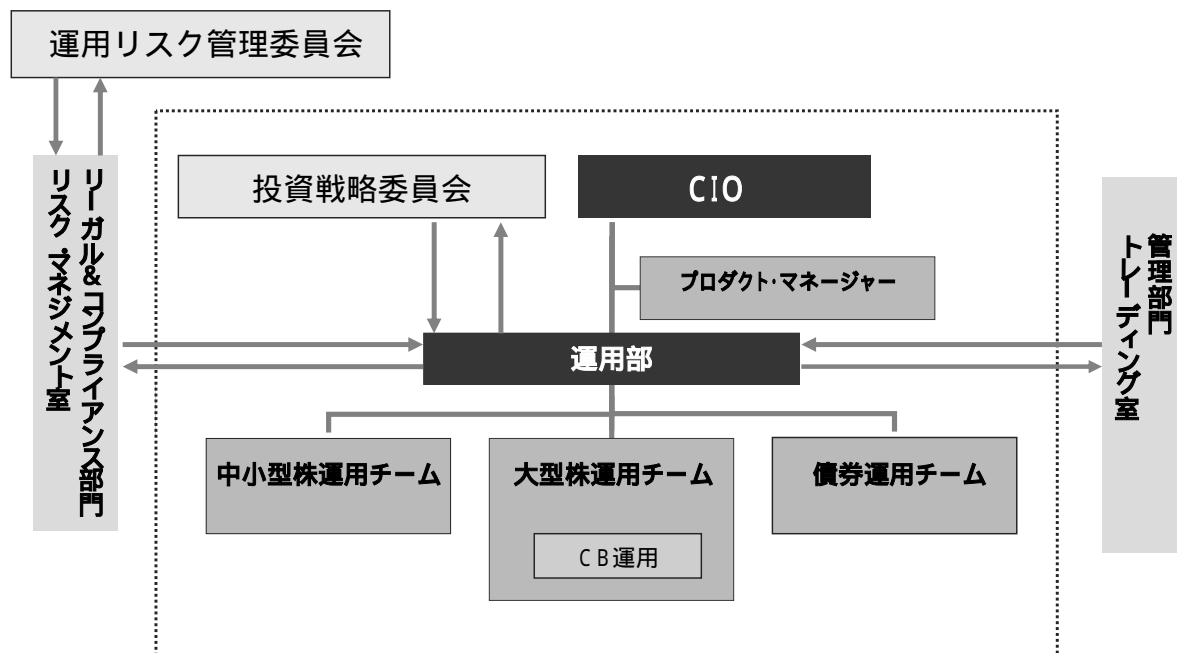 運用リスク管理委員会
投資戦略委員会
CIO
プロダクト・マネージャー
リーガル&コンプライアンス部門
リスク・マネジメント室
管理部門
トレーディング室
運用部
中小型株運用チーム
大型株運用チーム
債券運用チーム
CB運用